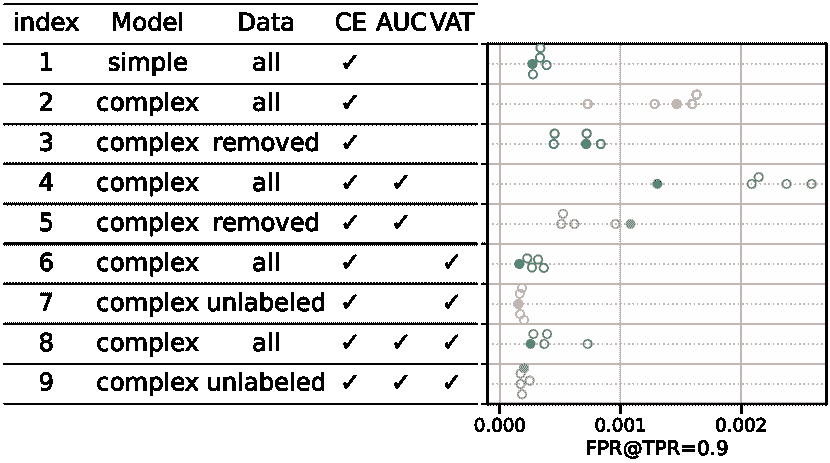 index Model Data CE AUC VAT
1 simple all ✓
2 complex all ✓
3 complex removed ✓
4 complex all ✓ ✓
5 complex removed ✓ ✓
6 complex all ✓ ✓
7 complex unlabeled ✓ ✓
8 complex all ✓ ✓ ✓
9 complex unlabeled ✓ ✓ ✓
0.000 0.001 0.002
FPR@TPR=0.9